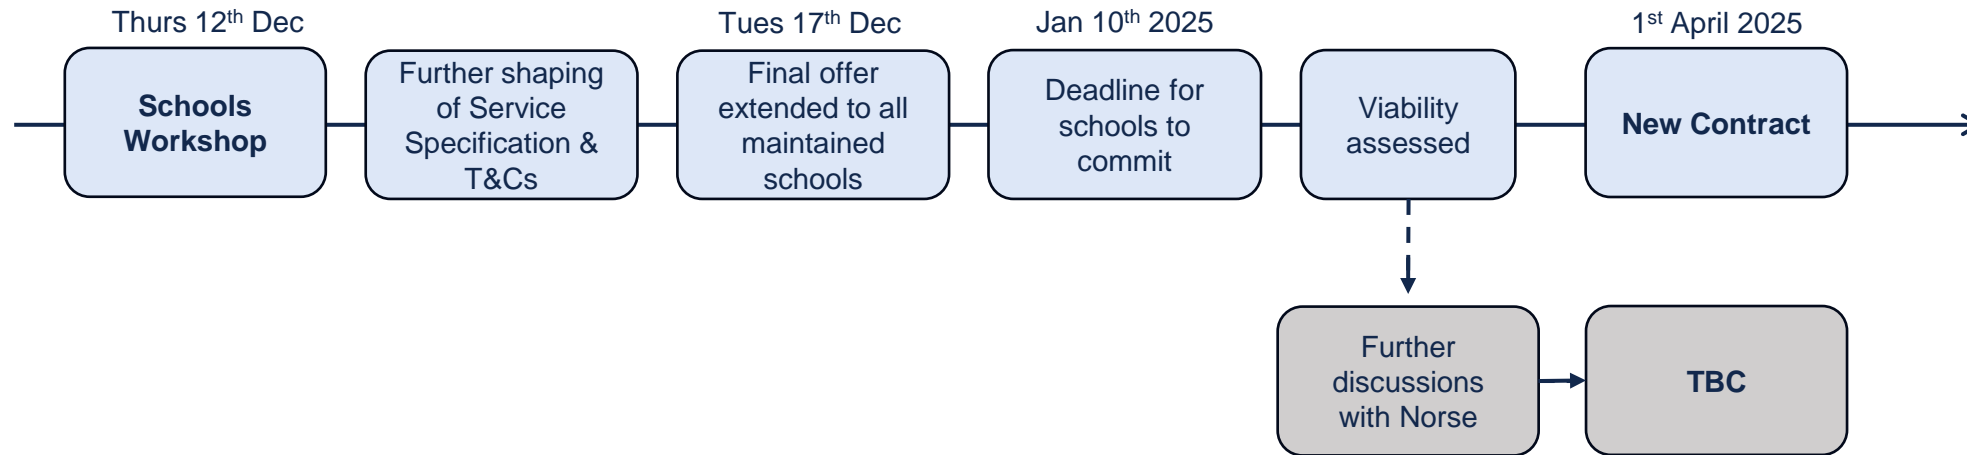 Thurs 12th Dec
Tues 17th Dec
Jan 10th 2025
1st April 2025
Schools
Workshop
Further shaping
of Service
Specification &
T&Cs
Final offer
extended to all
maintained
schools
Deadline for
schools to
commit
Viability
assessed
New Contract
Further
discussions
with Norse
TBC